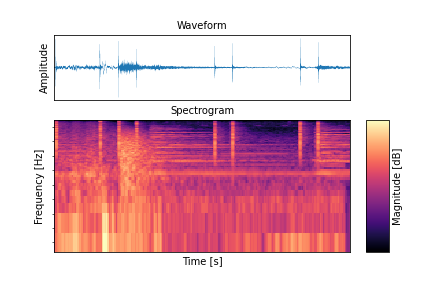 Waveform
Amplitude
Spectrogram
Frequency [Hz]
Magnitude [dB]
Time [s]